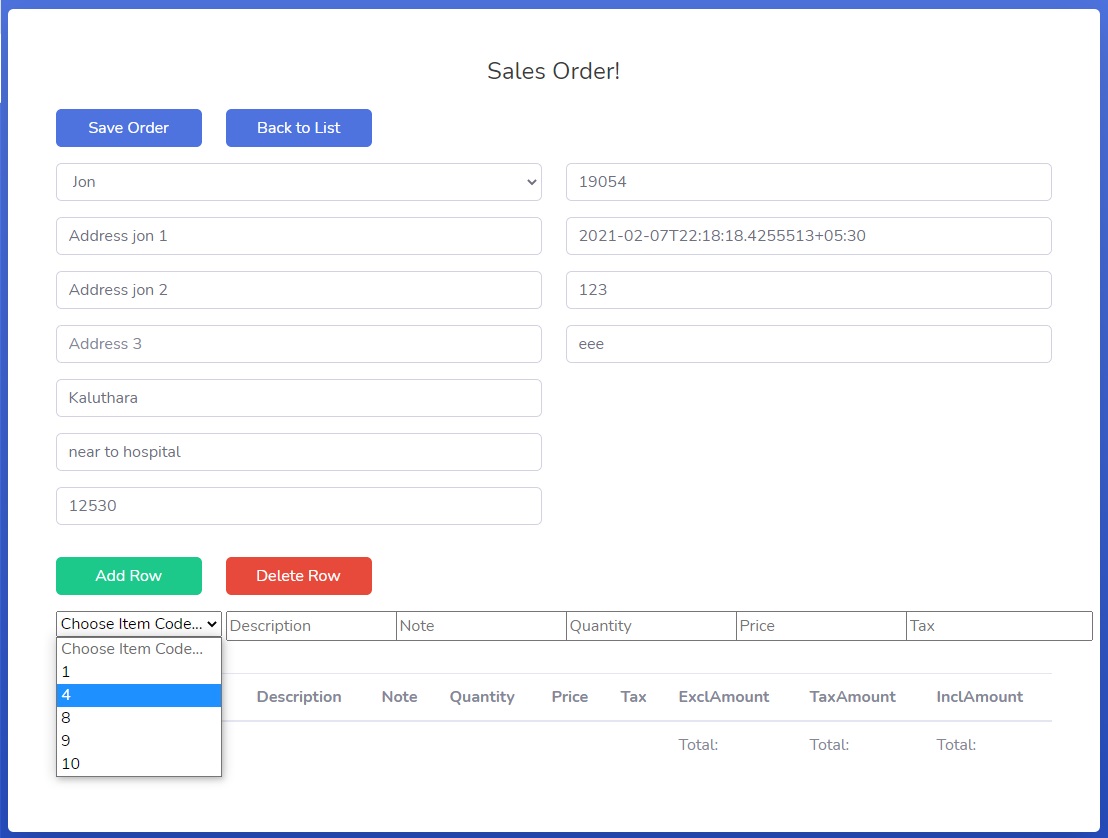 Sales Order!
Save Order Back to List
Jon 19054
Address jon 1 2021-02-07T22:18:18.4255513+05:30
Address jon 2 123
Address 3 eee
Kaluthara
near to hospital
12530
Add Row Delete Row
Choose Item Code... Description Note Quantity Price Tax
Choose Item Code...
1
4
8
9
10
Description Note Quantity Price Tax ExclAmount TaxAmount InclAmount
Total: Total: Total: